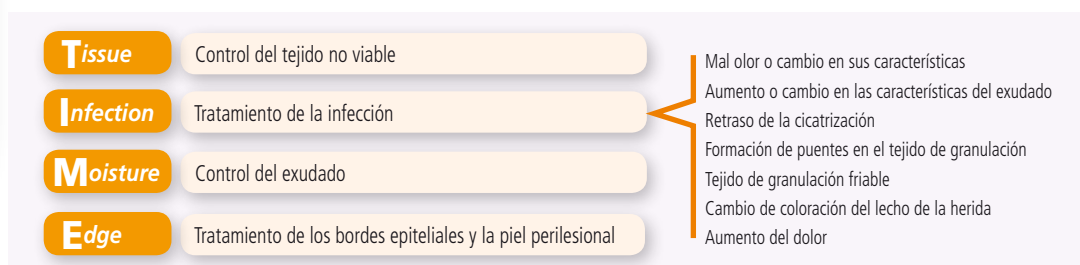 Tissue Control del tejido no viable
Infection Tratamiento de la infección
Moisture Control del exudado
Edge Tratamiento de los bordes epiteliales y la piel perilesional
Mal olor o cambio en sus características
Aumento o cambio en las características del exudado
Retraso de la cicatrización
Formación de puentes en el tejido de granulación
Tejido de granulación friable
Cambio de coloración del lecho de la herida
Aumento del dolor